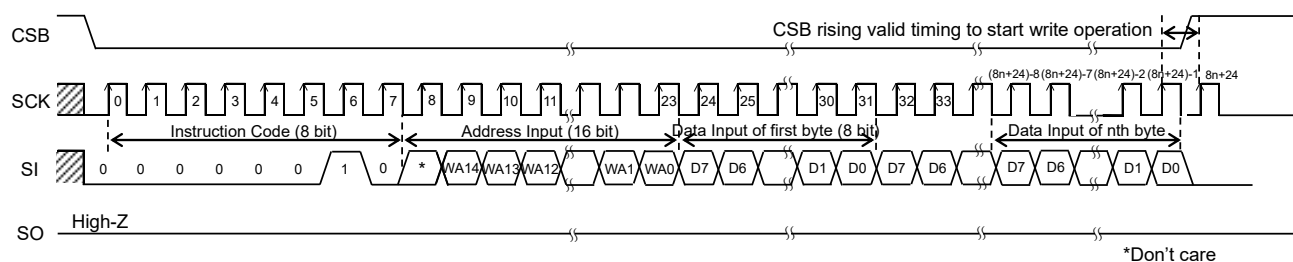 CSB
CSB rising valid timing to start write operation
(8n+24)-8 (8n+24)-7 (8n+24)-2 (8n+24)-1 8n+24
SCK 0 1 2 3 4 5 6 7 8 9 10 11 23 24 25 30 31 32 33
Instruction Code (8 bit) Address Input (16 bit) Data Input of first byte (8 bit) Data Input of nth byte
SI 0 0 0 0 0 0 1 0 * WA14 WA13 WA12 WA1 WA0 D7 D6 D1 D0 D7 D6 D7 D6 D1 D0
High-Z
SO
*Don't care